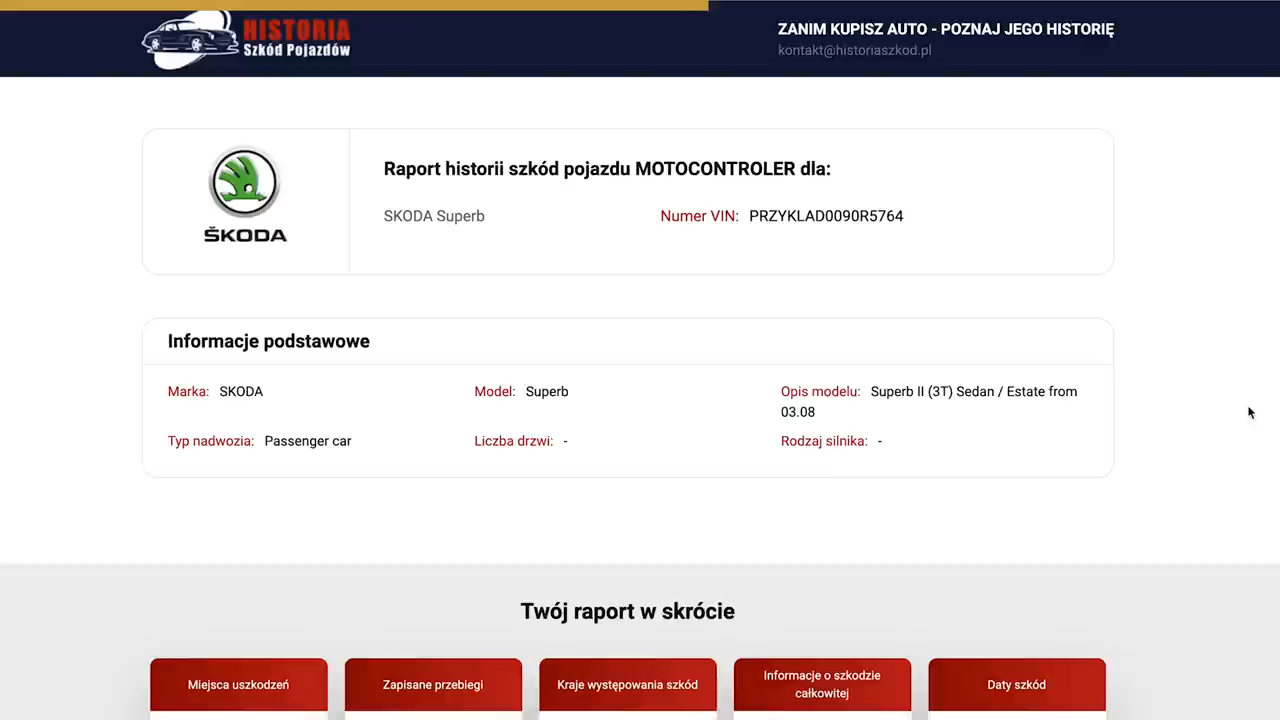 HISTORIA
Szkód Pojazdów
ZANIM KUPISZ AUTO - POZNAJ JEGO HISTORIĘ
kontakt@historiaszkod.pl
ŠKODA
Raport historii szkód pojazdu MOTOCONTROLER dla:
SKODA Superb
Numer VIN: PRZYKLAD0090R5764
Informacje podstawowe
Marka: SKODA
Model: Superb
Opis modelu: Superb II (3T) Sedan / Estate from
03.08
Typ nadwozia: Passenger car
Liczba drzwi: -
Rodzaj silnika: -
Twój raport w skrócie
Miejsca uszkodzeń
Zapisane przebiegi
Kraje występowania szkód
Informacje o szkodzie
całkowitej
Daty szkód